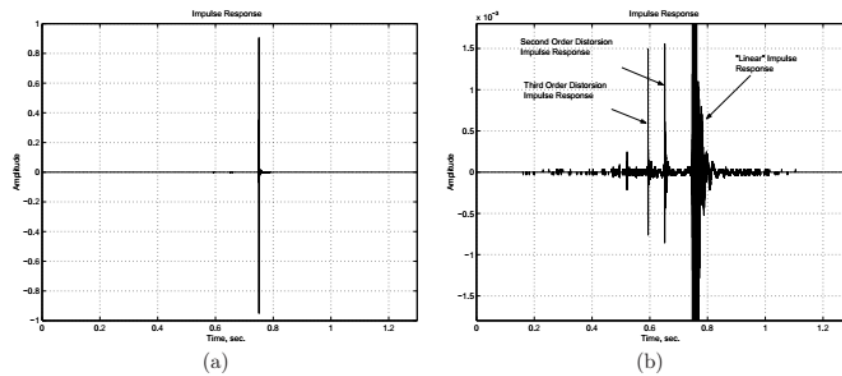 Impulse Response
1
0.8
0.6
0.4
0.2
0
−0.2
−0.4
−0.6
−0.8
−1
Amplitude
0
0.2
0.4
0.6
0.8
1
1.2
Time, sec.
(a)
Impulse Response
x 10⁻³
1.5
1
0.5
0
−0.5
−1
−1.5
Amplitude
Second Order Distorsion
Impulse Response
Third Order Distorsion
Impulse Response
"Linear" Impulse
Response
0
0.2
0.4
0.6
0.8
1
1.2
Time, sec.
(b)